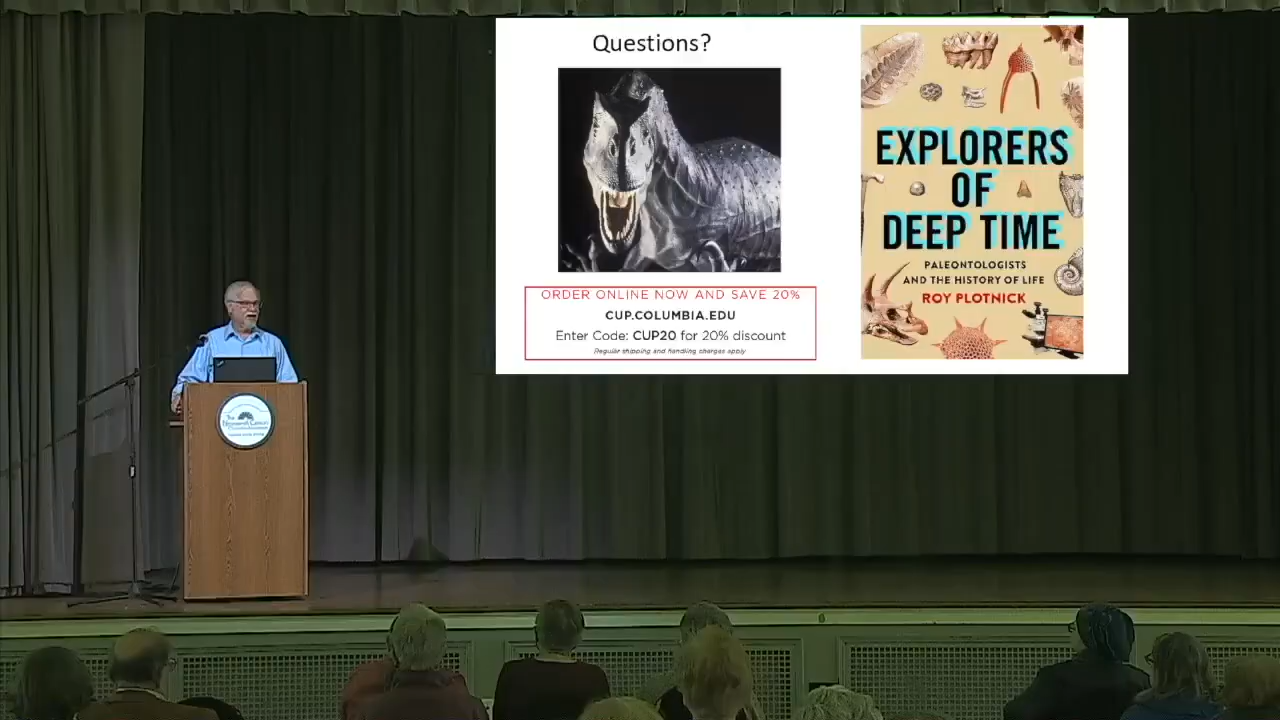 Questions?
ORDER ONLINE NOW AND SAVE 20%
CUP.COLUMBIA.EDU
Enter Code: CUP20 for 20% discount
Regular shipping and handling charges apply
EXPLORERS
OF
DEEP TIME
PALEONTOLOGISTS
AND THE HISTORY OF LIFE
ROY PLOTNICK
The